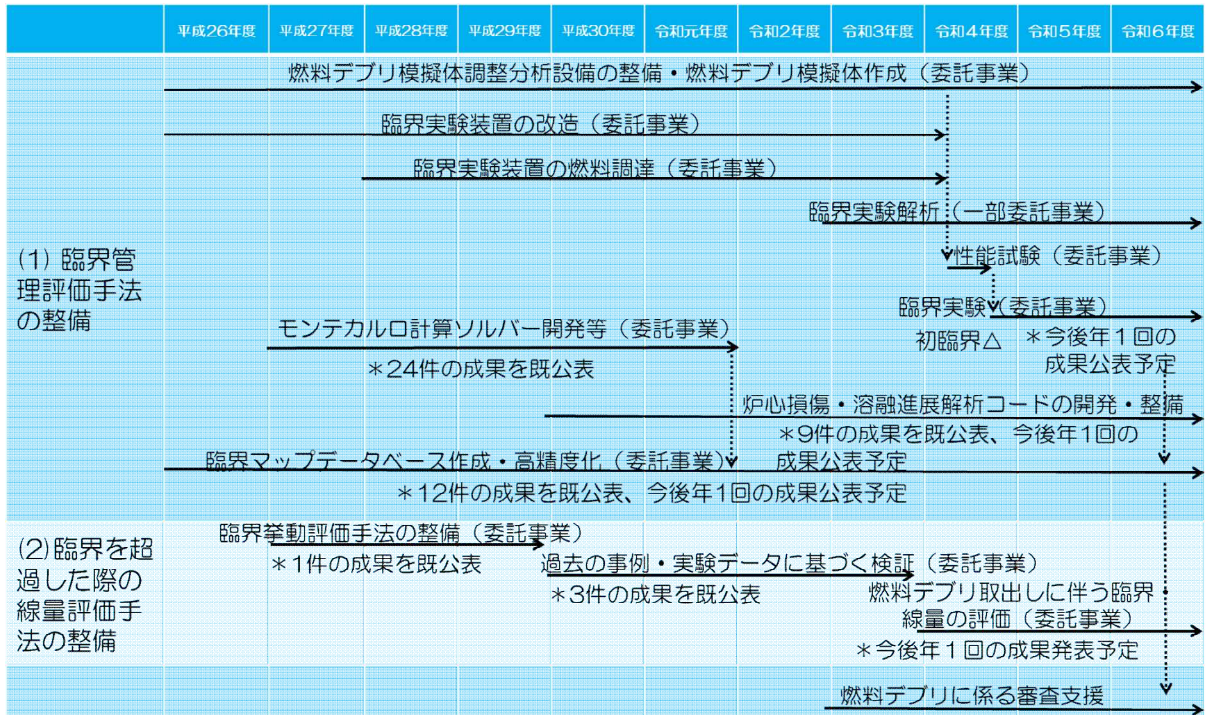 平成26年度 平成27年度 平成28年度 平成29年度 平成30年度 令和元年度 令和2年度 令和3年度 令和4年度 令和5年度 令和6年度
(1) 臨界管
理評価手法
の整備
燃料デブリ模擬体調整分析設備の整備・燃料デブリ模擬体作成（委託事業）
臨界実験装置の改造（委託事業）
臨界実験装置の燃料調達（委託事業）
臨界実験解析（一部委託事業）
性能試験（委託事業）
臨界実験（委託事業）
初臨界△ ＊今後年１回の
成果公表予定
モンテカルロ計算ソルバー開発等（委託事業）
＊24件の成果を既公表
炉心損傷・溶融進展解析コードの開発・整備
＊9件の成果を既公表、今後年1回の
成果公表予定
臨界マップデータベース作成・高精度化（委託事業）
＊12件の成果を既公表、今後年1回の成果公表予定
(2)臨界を超
過した際の
線量評価手
法の整備
臨界挙動評価手法の整備（委託事業）
＊1件の成果を既公表
過去の事例・実験データに基づく検証（委託事業）
＊3件の成果を既公表
燃料デブリ取出しに伴う臨界
線量の評価（委託事業）
＊今後年１回の成果発表予定
燃料デブリに係る審査支援